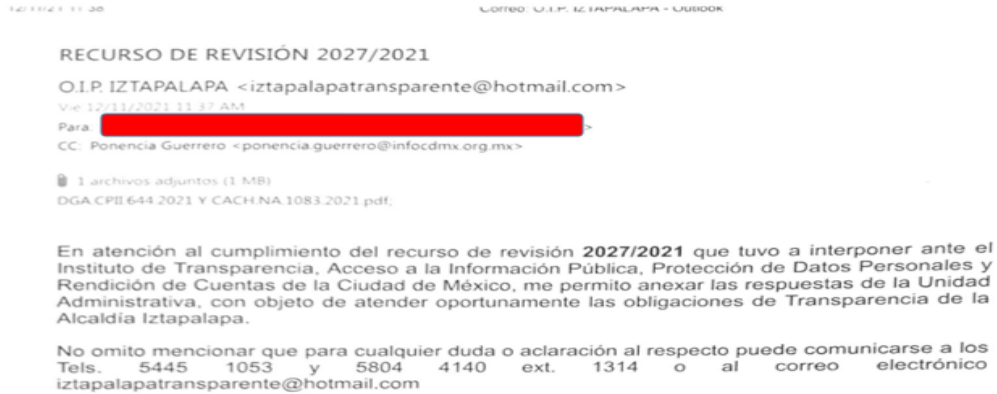 12/11/21 11:38 Correo: O.I.P. IZTAPALAPA - Outlook
RECURSO DE REVISIÓN 2027/2021
O.I.P. IZTAPALAPA <iztapalapatransparente@hotmail.com>
Vie 12/11/2021 11:37 AM
Para: >
CC: Ponencia Guerrero <ponencia.guerrero@infocdmx.org.mx>
1 archivos adjuntos (1 MB)
DGA.CPII.644.2021 Y CACH.NA.1083.2021.pdf;
En atención al cumplimiento del recurso de revisión 2027/2021 que tuvo a interponer ante el
Instituto de Transparencia, Acceso a la Información Pública, Protección de Datos Personales y
Rendición de Cuentas de la Ciudad de México, me permito anexar las respuestas de la Unidad
Administrativa, con objeto de atender oportunamente las obligaciones de Transparencia de la
Alcaldía Iztapalapa.
No omito mencionar que para cualquier duda o aclaración al respecto puede comunicarse a los
Tels. 5445 1053 y 5804 4140 ext. 1314 o al correo electrónico
iztapalapatransparente@hotmail.com